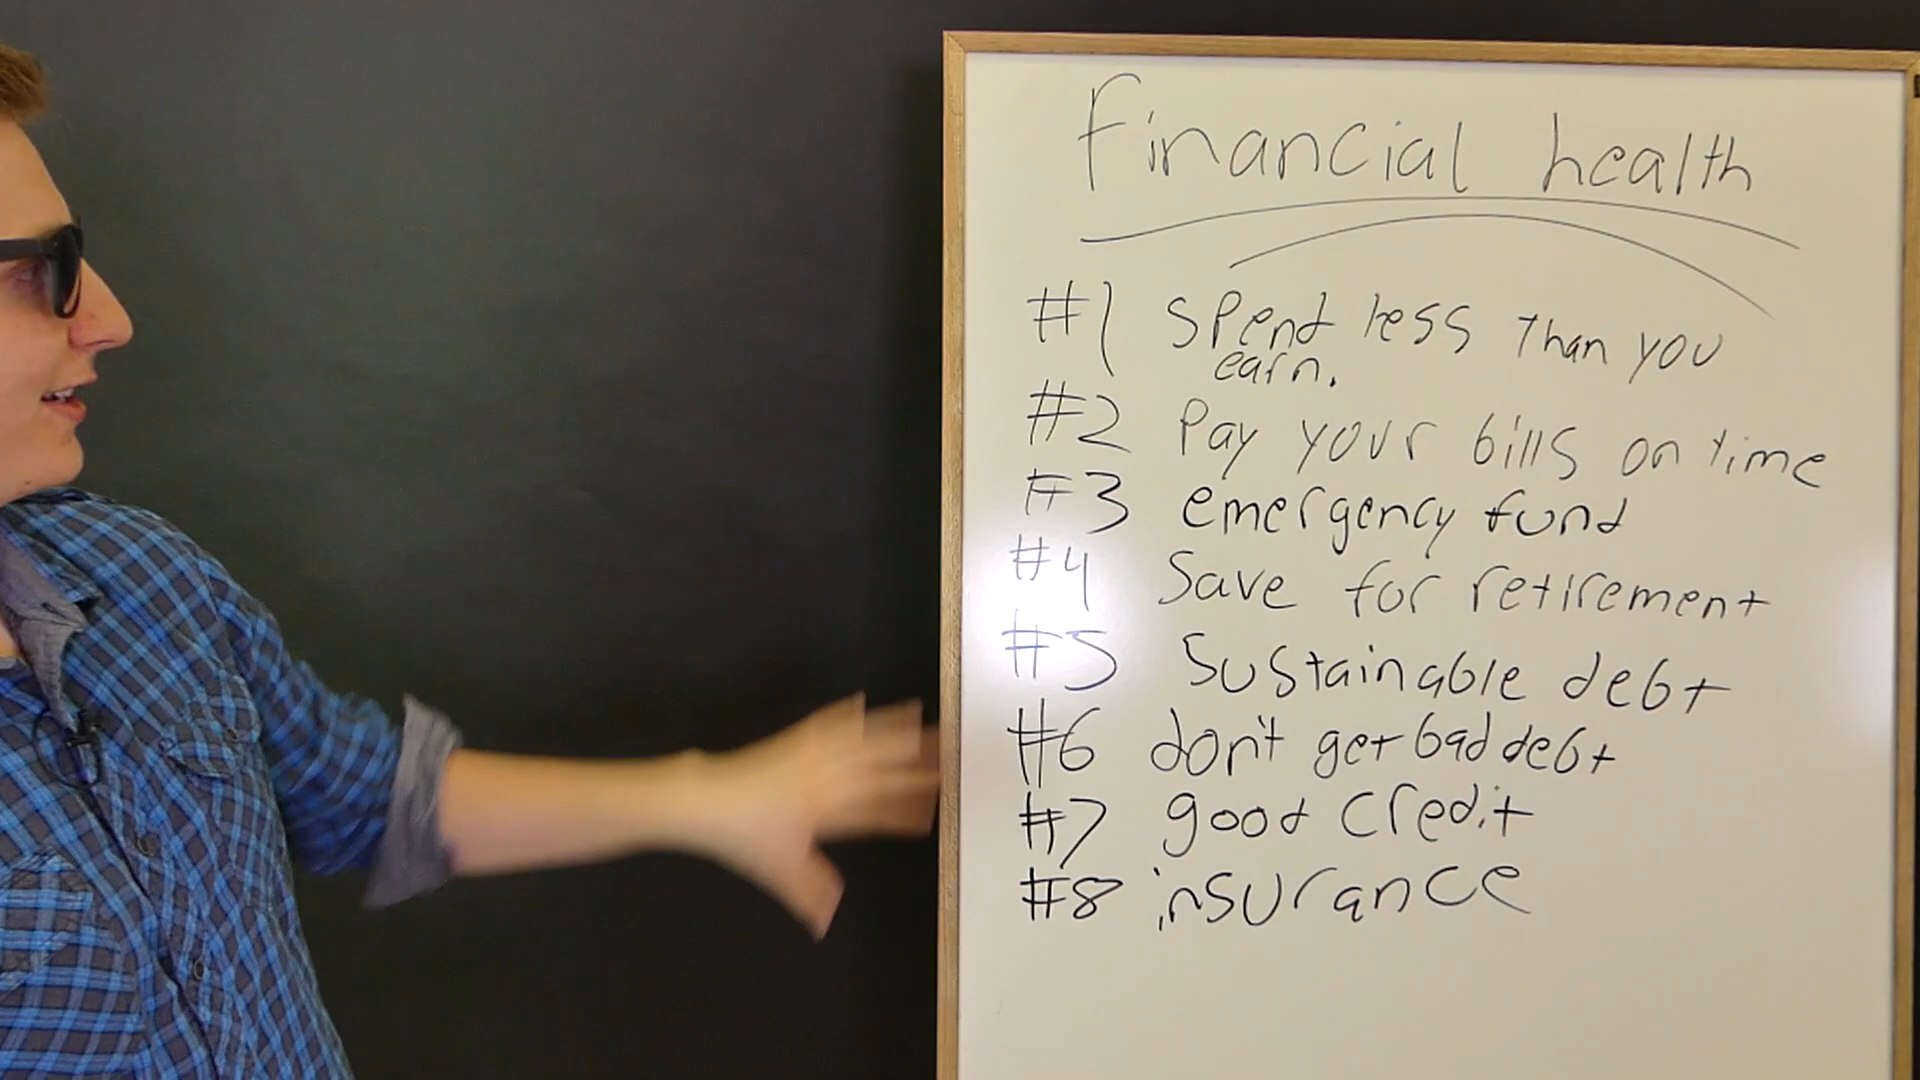 Financial health
#1 Spend less Than you
earn.
#2 Pay your bills on time
#3 emergency fund
#4 Save for retirement
#5 Sustainable debt
#6 don't get bad debt
#7 good credit
#8 insurance